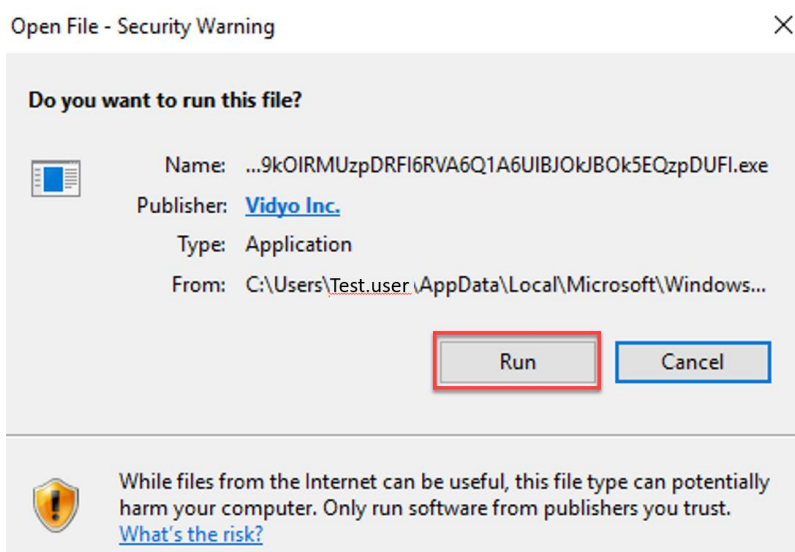 Open File - Security Warning
Do you want to run this file?
Name: ...9kOIRMUzpDRFI6RVA6Q1A6UlBJOkJBOk5EQzpDUFI.exe
Publisher: Vidyo Inc.
Type: Application
From: C:\Users\Test.user\AppData\Local\Microsoft\Windows...
Run Cancel
While files from the Internet can be useful, this file type can potentially
harm your computer. Only run software from publishers you trust.
What's the risk?